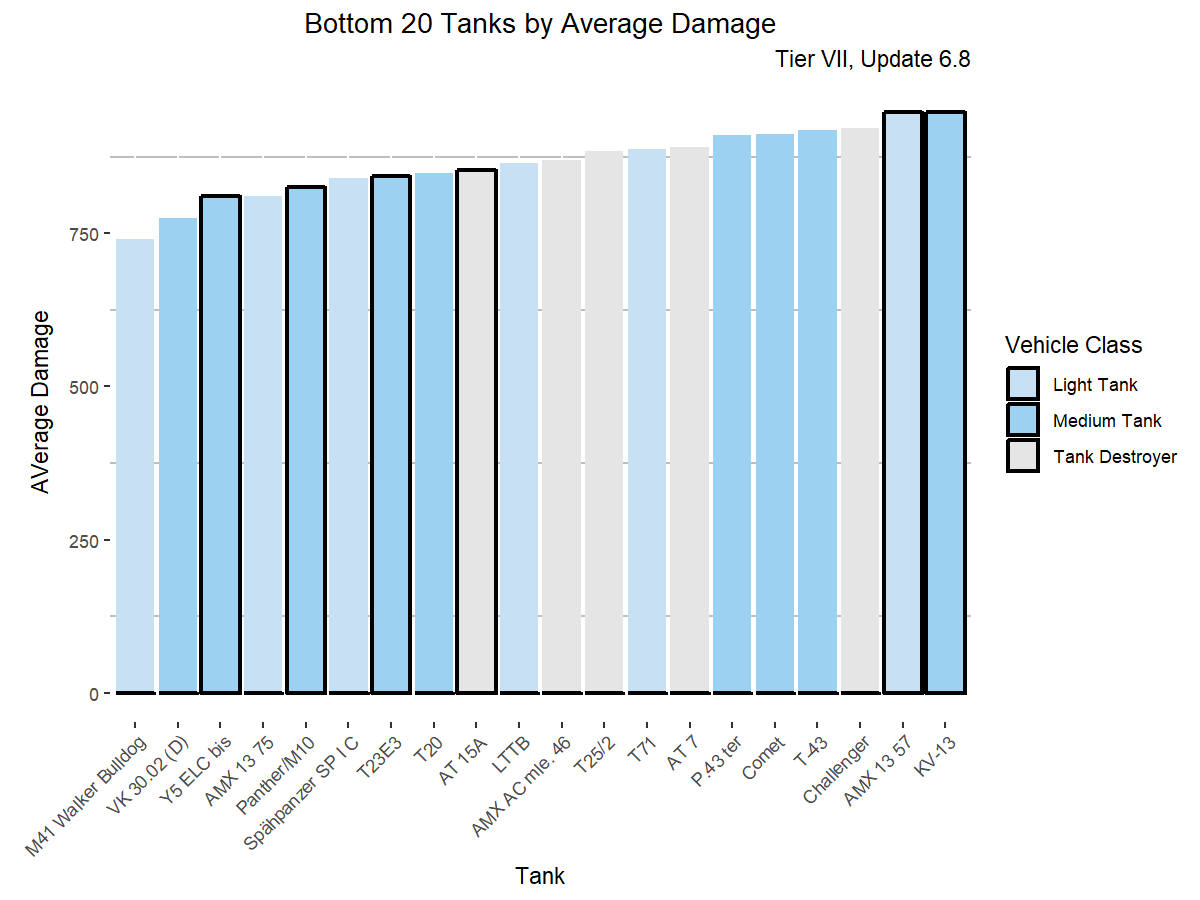 Bottom 20 Tanks by Average Damage
Tier VII, Update 6.8
AVerage Damage
750
500
250
0
M41 Walker Bulldog
VK 30.02 (D)
Y5 ELC bis
AMX 13 75
Panther/M10
Spähpanzer SP I C
T23E3
T20
AT 15A
LTTB
AMX AC mle. 46
T25/2
T71
AT 7
P.43 ter
Comet
T-43
Challenger
AMX 13 57
KV-13
Tank
Vehicle Class
Light Tank
Medium Tank
Tank Destroyer